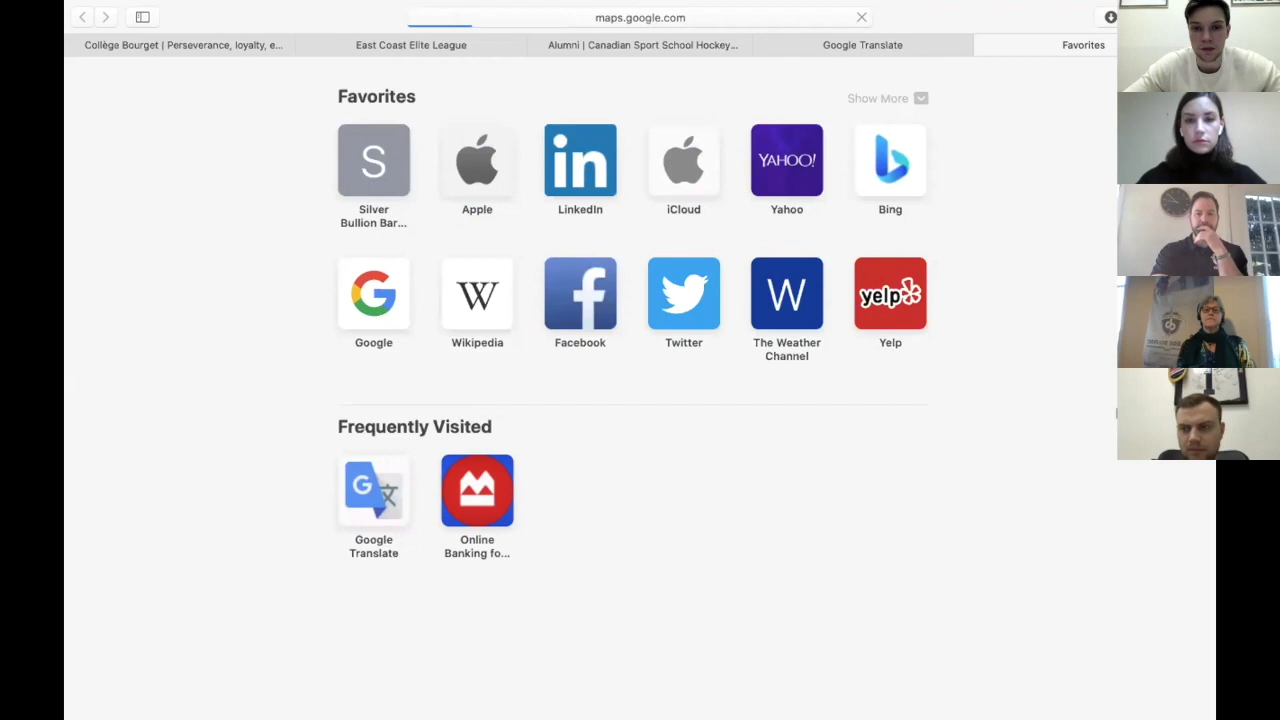 maps.google.com
Collège Bourget | Perseverance, loyalty, e...
East Coast Elite League
Alumni | Canadian Sport School Hockey...
Google Translate
Favorites
Favorites
Show More
S
in
YAHOO!
Silver
Bullion Bar...
Apple
LinkedIn
iCloud
Yahoo
Bing
G
W
f
W
yelp
Google
Wikipedia
Facebook
Twitter
The Weather
Channel
Yelp
Frequently Visited
G 文
Google
Translate
Online
Banking fo...